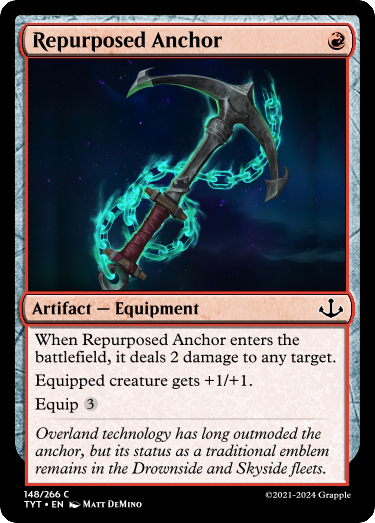 Repurposed Anchor
Artifact — Equipment
When Repurposed Anchor enters the
battlefield, it deals 2 damage to any target.
Equipped creature gets +1/+1.
Equip 3
Overland technology has long outmoded the
anchor, but its status as a traditional emblem
remains in the Drownside and Skyside fleets.
148/266 C
TYT • EN Matt DeMino
©2021-2024 Grapple